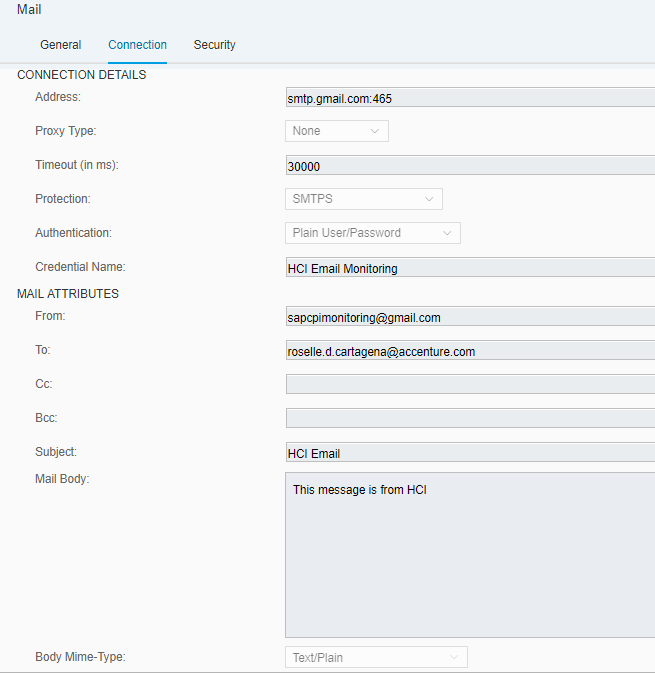 Mail
General Connection Security
CONNECTION DETAILS
Address: smtp.gmail.com:465
Proxy Type: None
Timeout (in ms): 30000
Protection: SMTPS
Authentication: Plain User/Password
Credential Name: HCI Email Monitoring
MAIL ATTRIBUTES
From: sapcpimonitoring@gmail.com
To: roselle.d.cartagena@accenture.com
Cc:
Bcc:
Subject: HCI Email
Mail Body: This message is from HCI
Body Mime-Type: Text/Plain